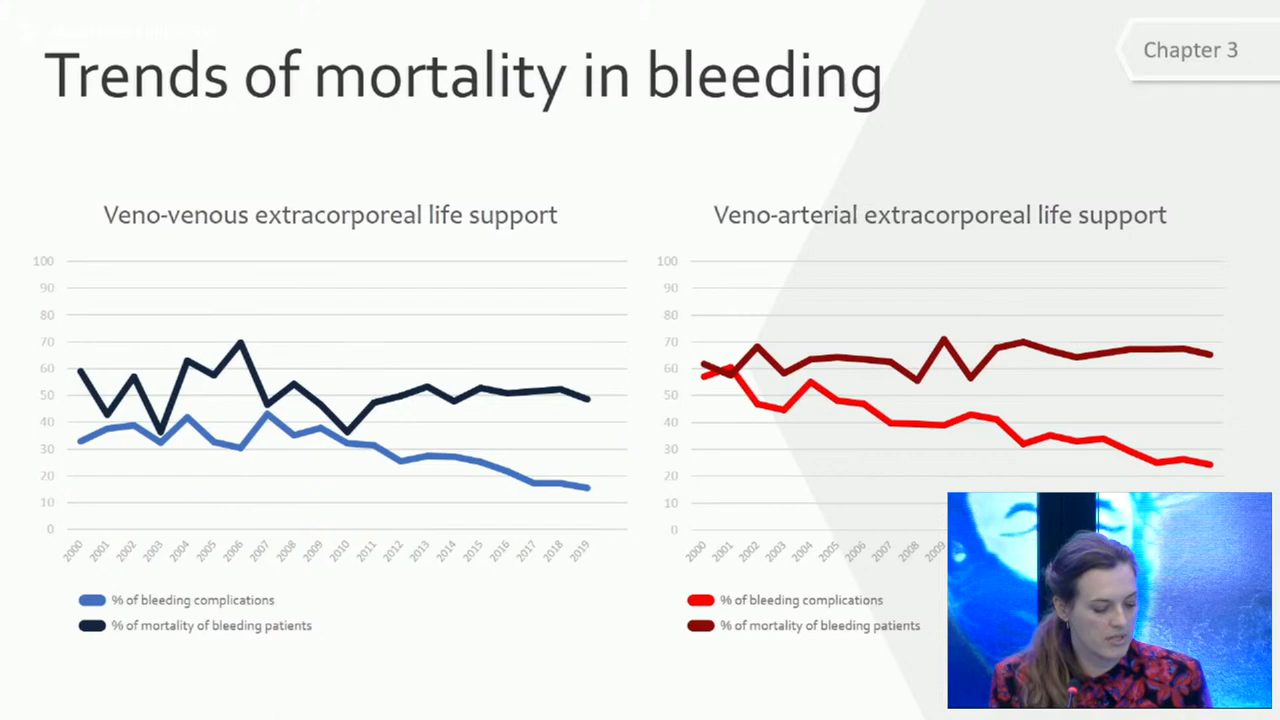 Trends of mortality in bleeding
Chapter 3
Veno-venous extracorporeal life support
100
90
80
70
60
50
40
30
20
10
0
2000 2001 2002 2003 2004 2005 2006 2007 2008 2009 2010 2011 2012 2013 2014 2015 2016 2017 2018 2019
% of bleeding complications
% of mortality of bleeding patients
Veno-arterial extracorporeal life support
100
90
80
70
60
50
40
30
20
10
0
2000 2001 2002 2003 2004 2005 2006 2007 2008 2009
% of bleeding complications
% of mortality of bleeding patients